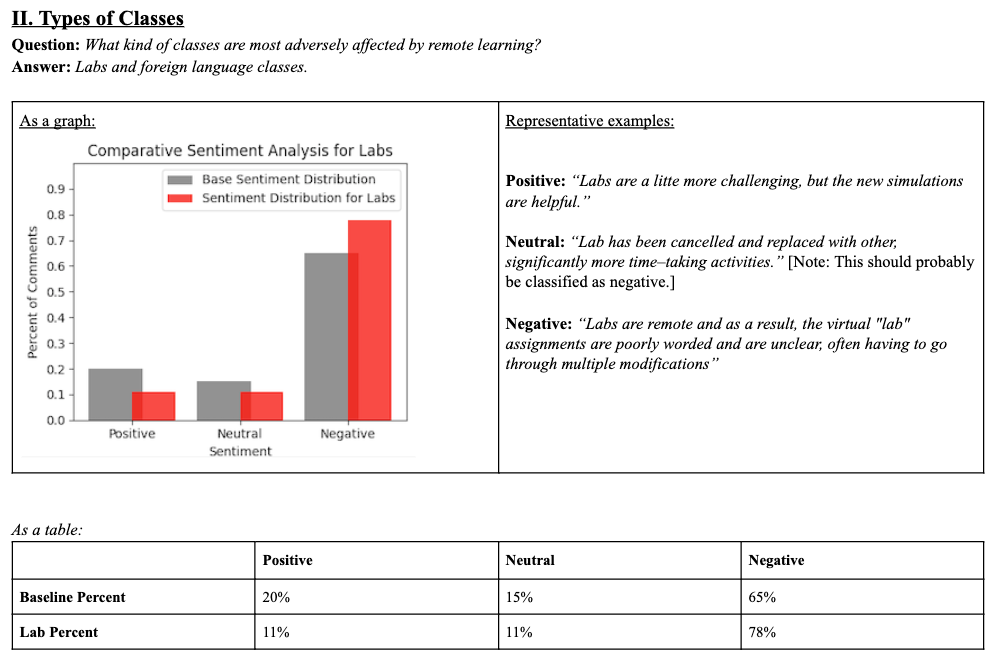 II. Types of Classes
Question: What kind of classes are most adversely affected by remote learning?
Answer: Labs and foreign language classes.
As a graph:
Comparative Sentiment Analysis for Labs
Base Sentiment Distribution
Sentiment Distribution for Labs
Percent of Comments
0.9
0.8
0.7
0.6
0.5
0.4
0.3
0.2
0.1
0.0
Positive Neutral Negative
Sentiment
Representative examples:
Positive: “Labs are a litte more challenging, but the new simulations
are helpful.”
Neutral: “Lab has been cancelled and replaced with other,
significantly more time–taking activities.” [Note: This should probably
be classified as negative.]
Negative: “Labs are remote and as a result, the virtual "lab"
assignments are poorly worded and are unclear, often having to go
through multiple modifications”
As a table:
Positive Neutral Negative
Baseline Percent 20% 15% 65%
Lab Percent 11% 11% 78%